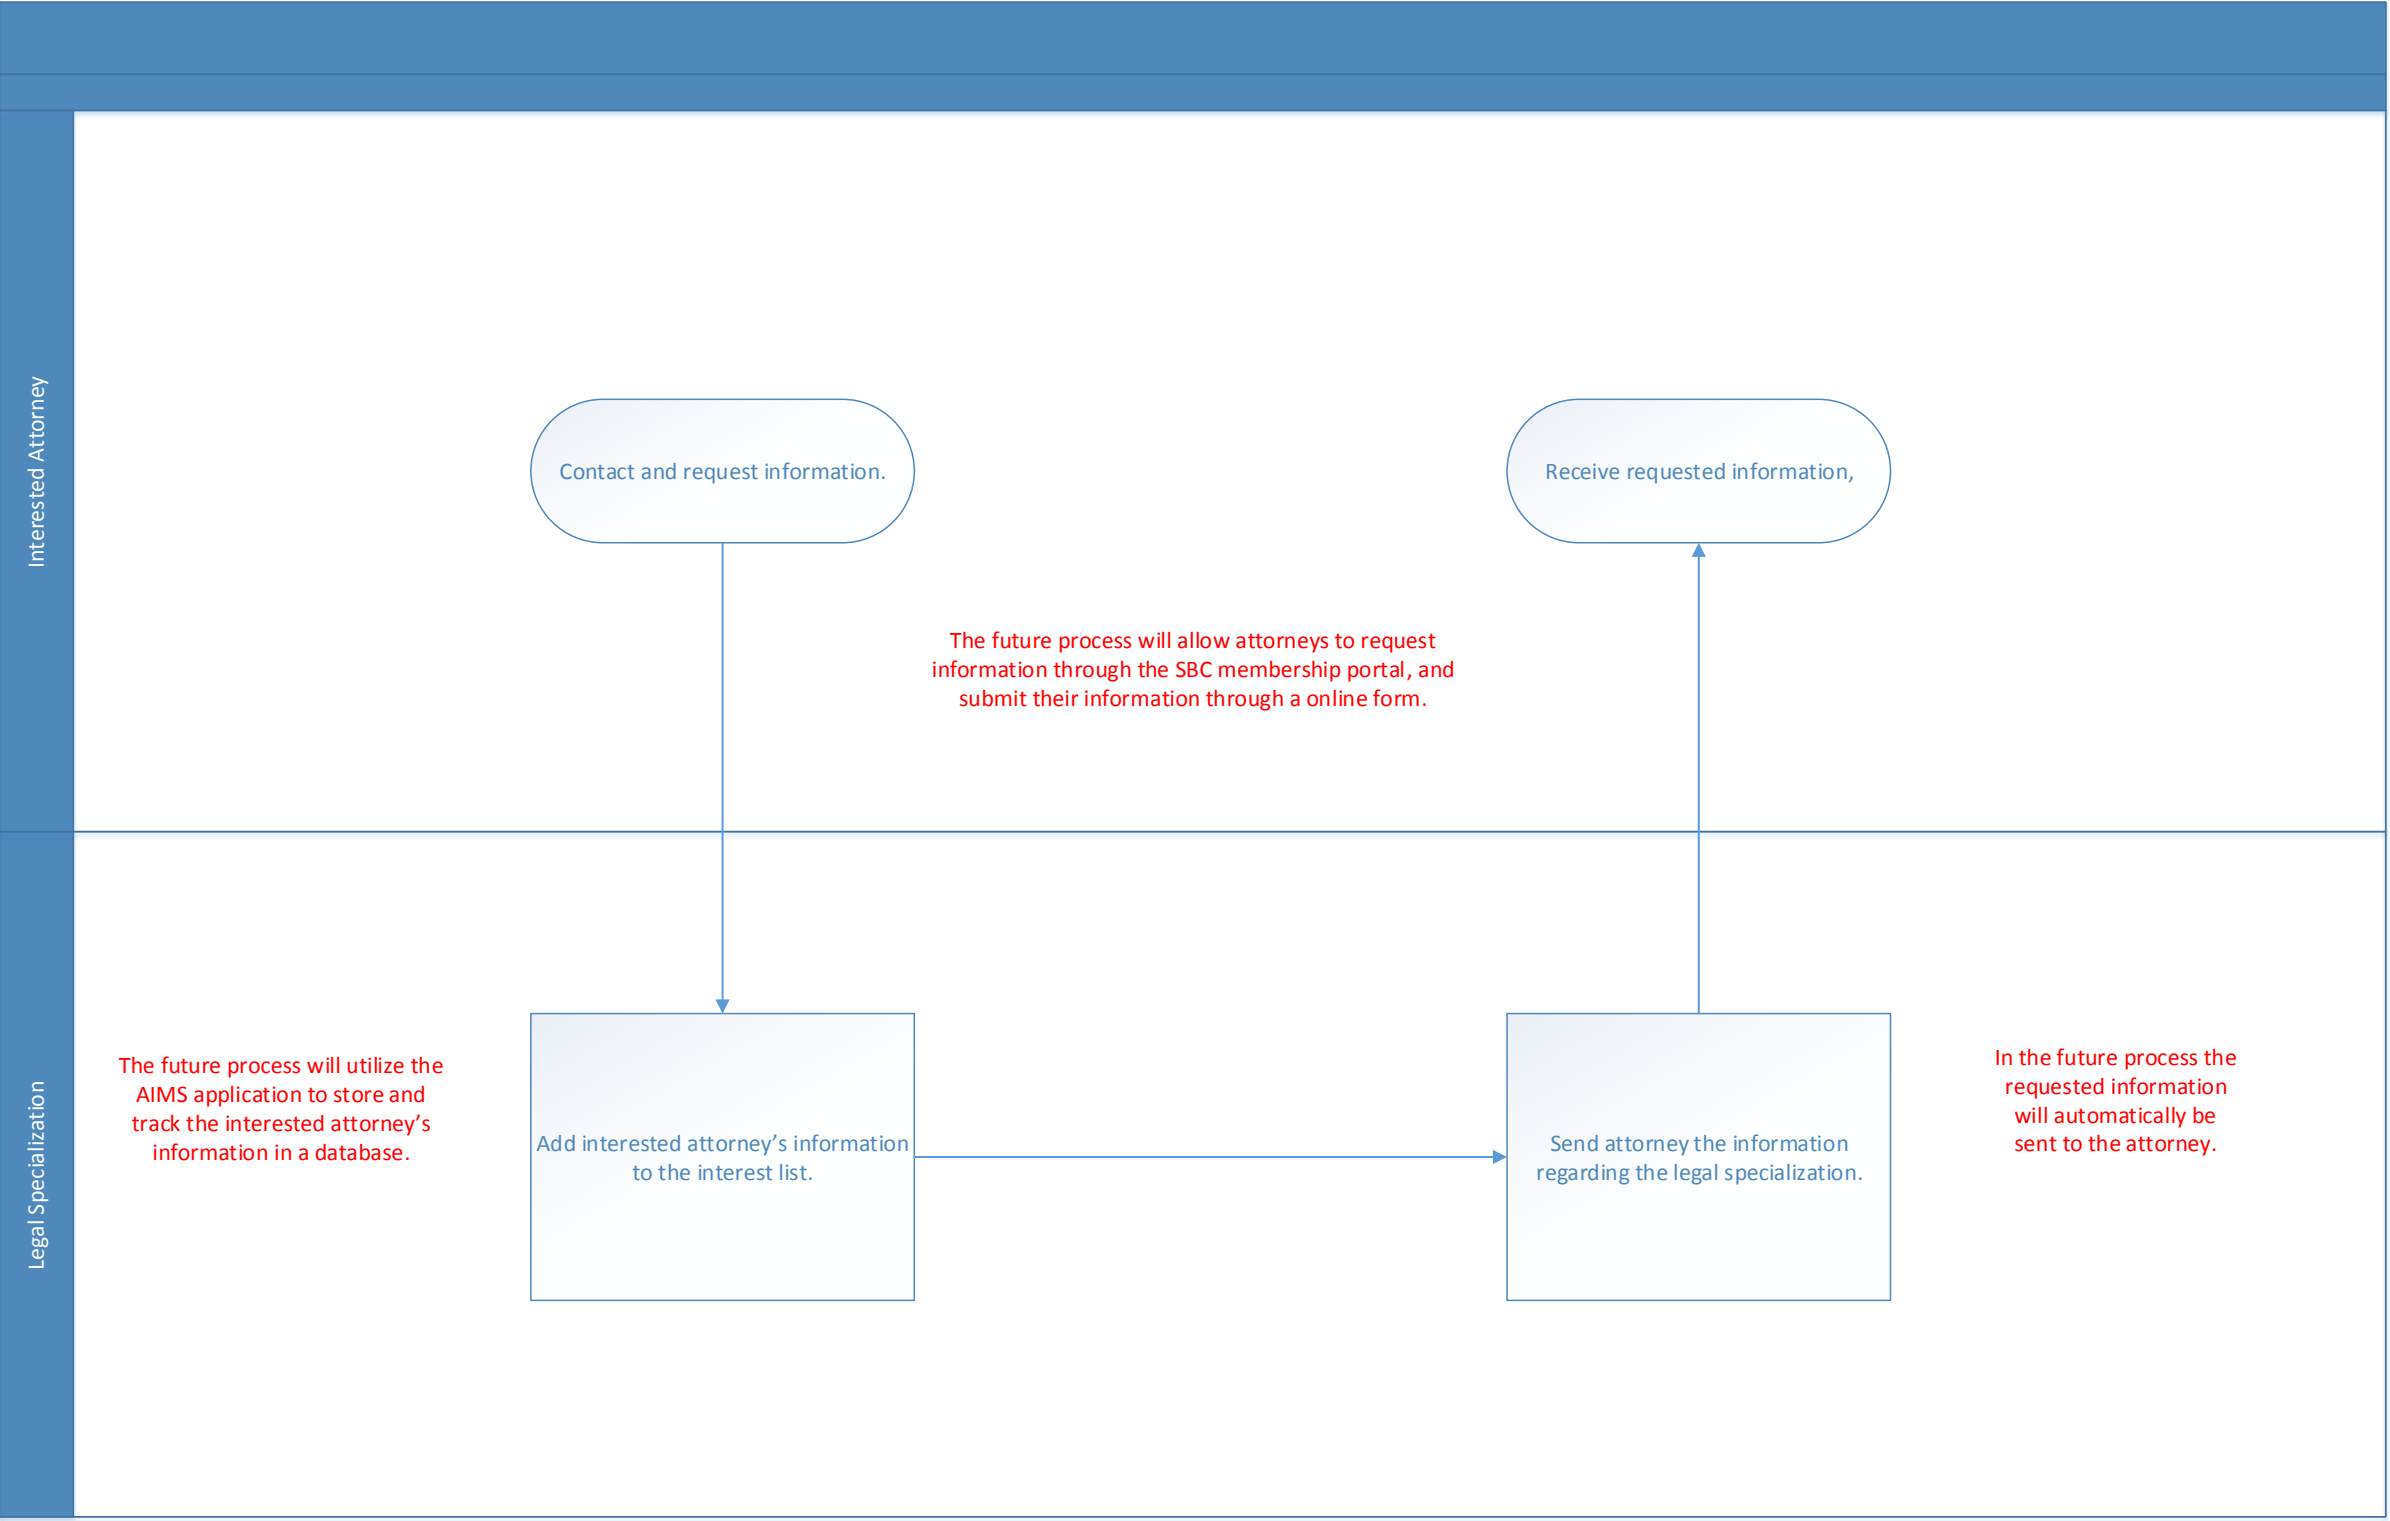 Interested Attorney
Contact and request information.
Receive requested information,
The future process will allow attorneys to request
information through the SBC membership portal, and
submit their information through a online form.
Legal Specialization
The future process will utilize the
AIMS application to store and
track the interested attorney’s
information in a database.
Add interested attorney’s information
to the interest list.
Send attorney the information
regarding the legal specialization.
In the future process the
requested information
will automatically be
sent to the attorney.